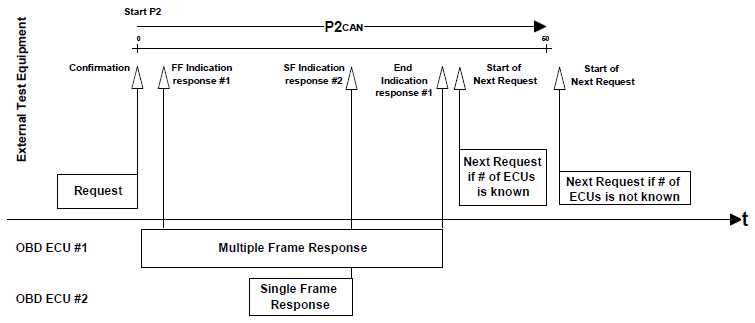 Start P2
P2CAN
0
50
External Test Equipment
Confirmation
FF Indication
response #1
SF Indication
response #2
End
Indication
response #1
Start of
Next Request
Start of
Next Request
Request
Next Request
if # of ECUs
is known
Next Request if # of
ECUs is not known
t
OBD ECU #1
Multiple Frame Response
OBD ECU #2
Single Frame
Response